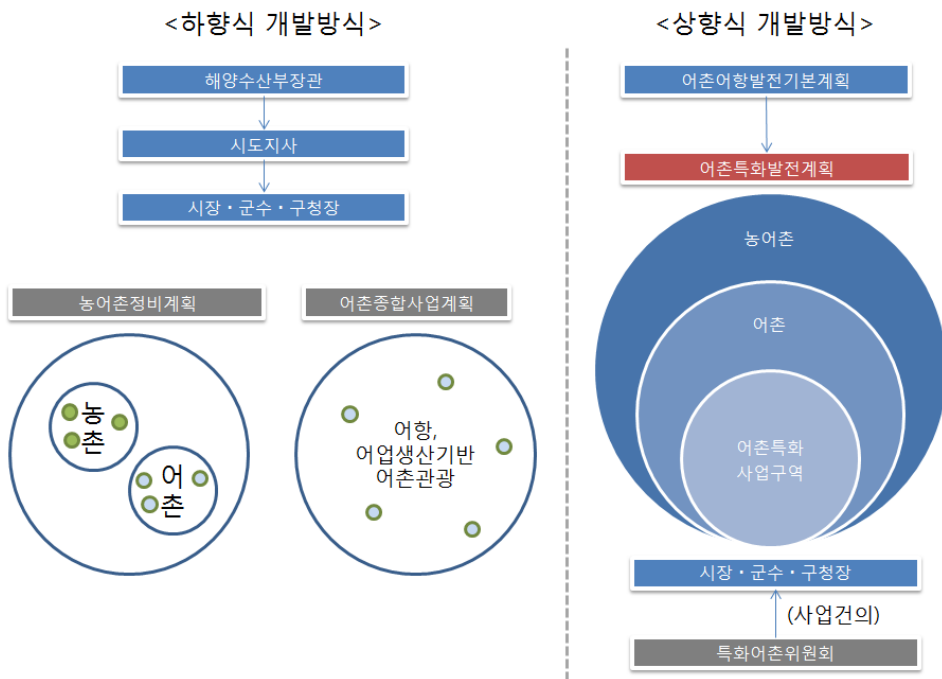 <하향식 개발방식>
해양수산부장관
시도지사
시장・군수・구청장
농어촌정비계획
농
촌
어
촌
어촌종합사업계획
어항,
어업생산기반
어촌관광
<상향식 개발방식>
어촌어항발전기본계획
어촌특화발전계획
농어촌
어촌
어촌특화
사업구역
시장・군수・구청장
(사업건의)
특화어촌위원회